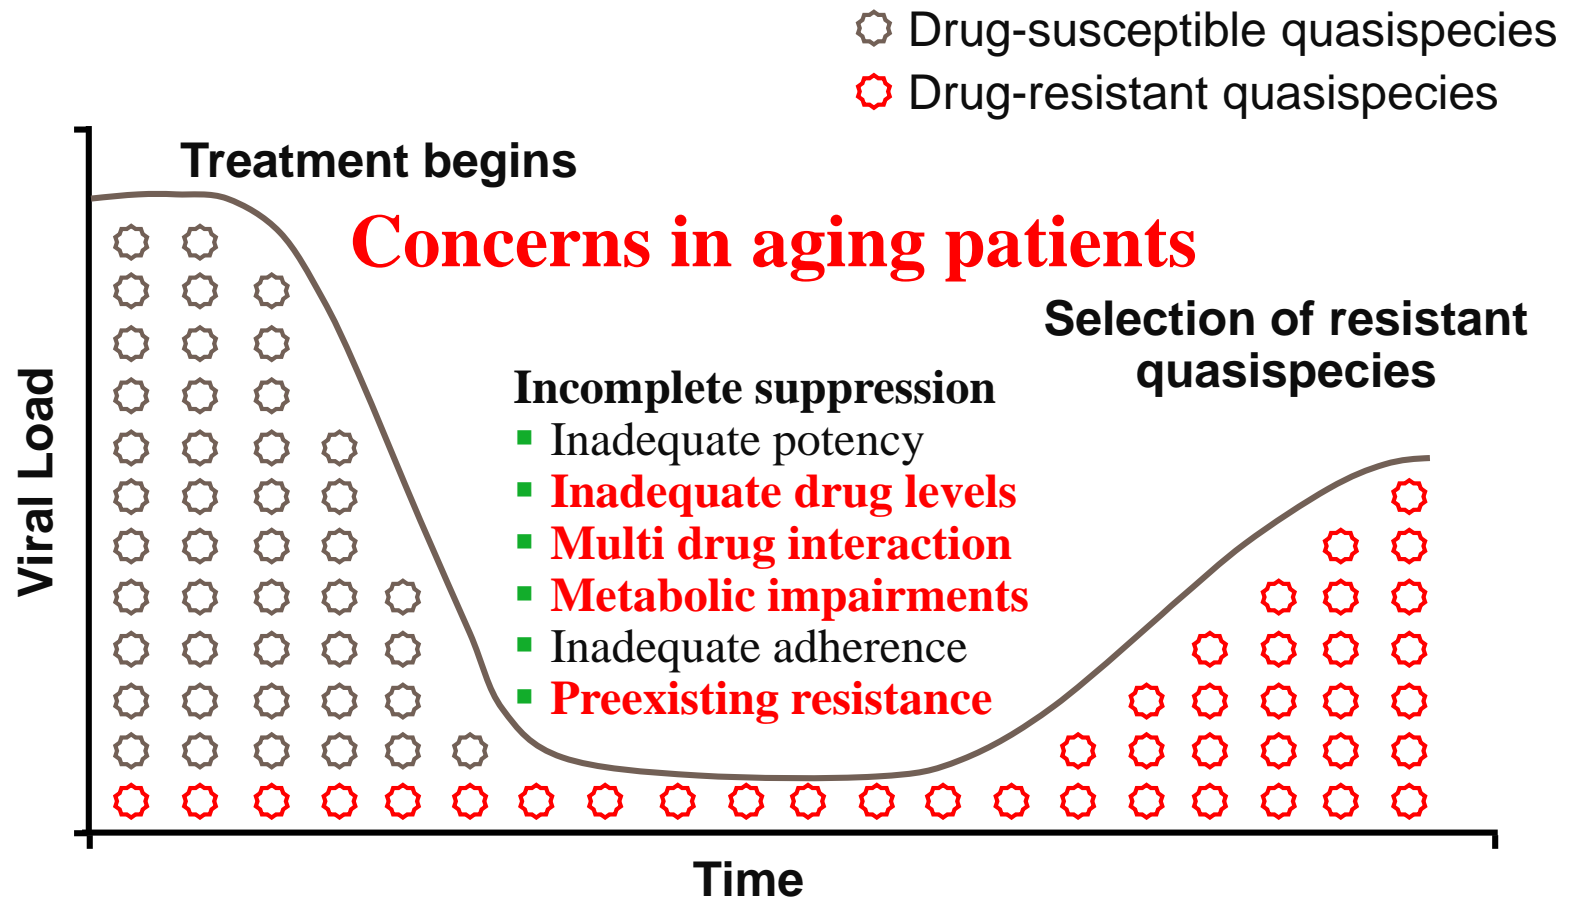 Drug-susceptible quasispecies
Drug-resistant quasispecies
Treatment begins
Concerns in aging patients
Selection of resistant
quasispecies
Incomplete suppression
Inadequate potency
Inadequate drug levels
Multi drug interaction
Metabolic impairments
Inadequate adherence
Preexisting resistance
Viral Load
Time